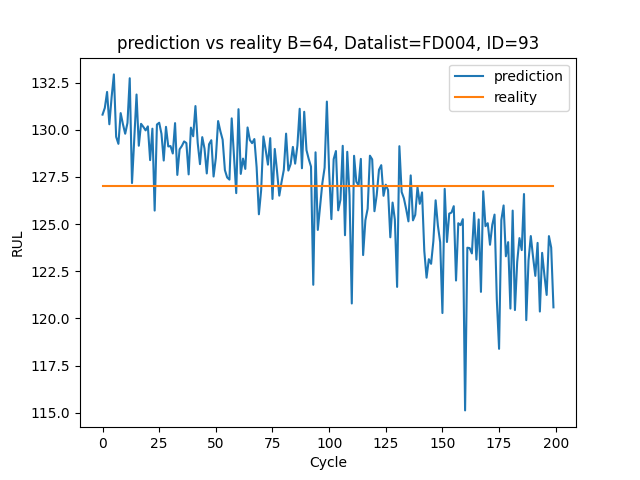 prediction vs reality B=64, Datalist=FD004, ID=93
prediction
reality
132.5
130.0
127.5
125.0
122.5
120.0
117.5
115.0
RUL
0 25 50 75 100 125 150 175 200
Cycle